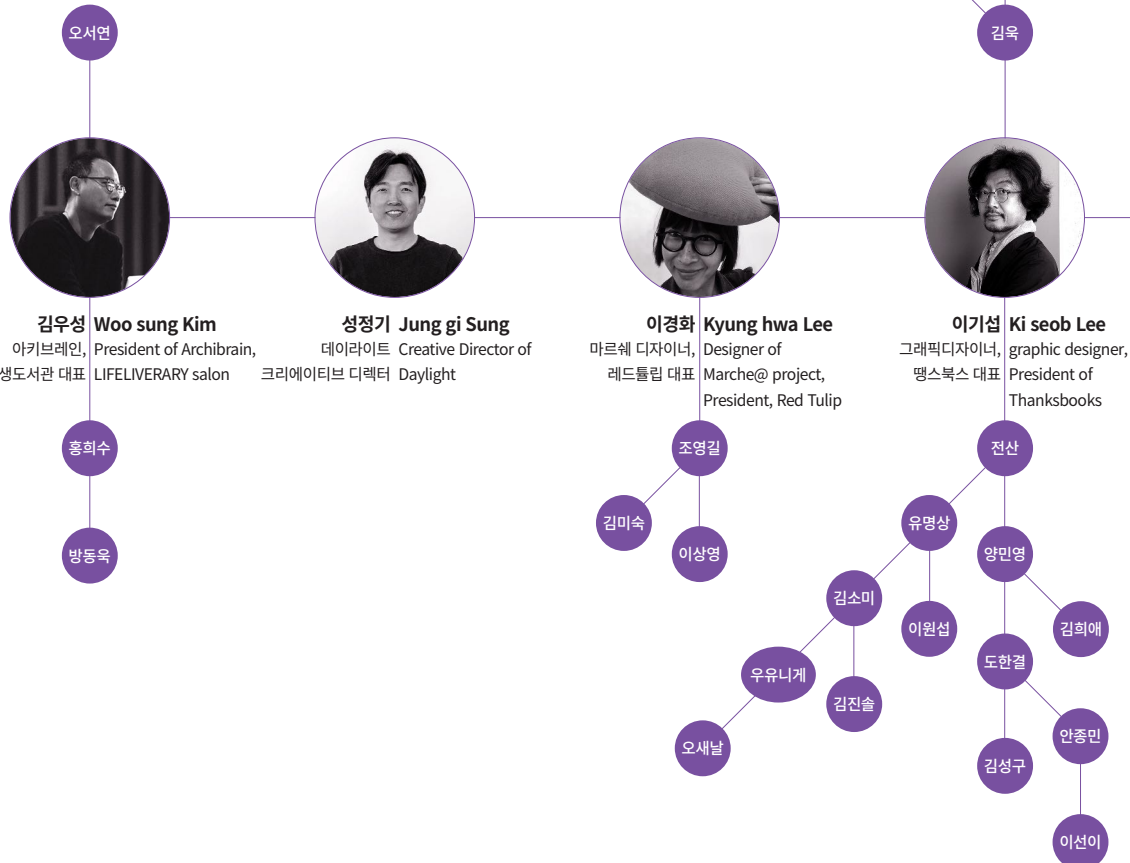 오서연
김욱
김우성 Woo sung Kim
아키브레인, President of Archibrain,
생도서관 대표 LIFELIVERARY salon
성정기 Jung gi Sung
데이라이트 Creative Director of
크리에이티브 디렉터 Daylight
이경화 Kyung hwa Lee
마르쉐 디자이너, Designer of
레드튤립 대표 Marche@ project,
President, Red Tulip
이기섭 Ki seob Lee
그래픽디자이너, graphic designer,
땡스북스 대표 President of
Thanksbooks
홍희수
조영길
전산
김미숙
유명상
방동욱
이상영
양민영
김소미
이원섭
김희애
도한결
우유니게
김진솔
오새날
안종민
김성구
이선이